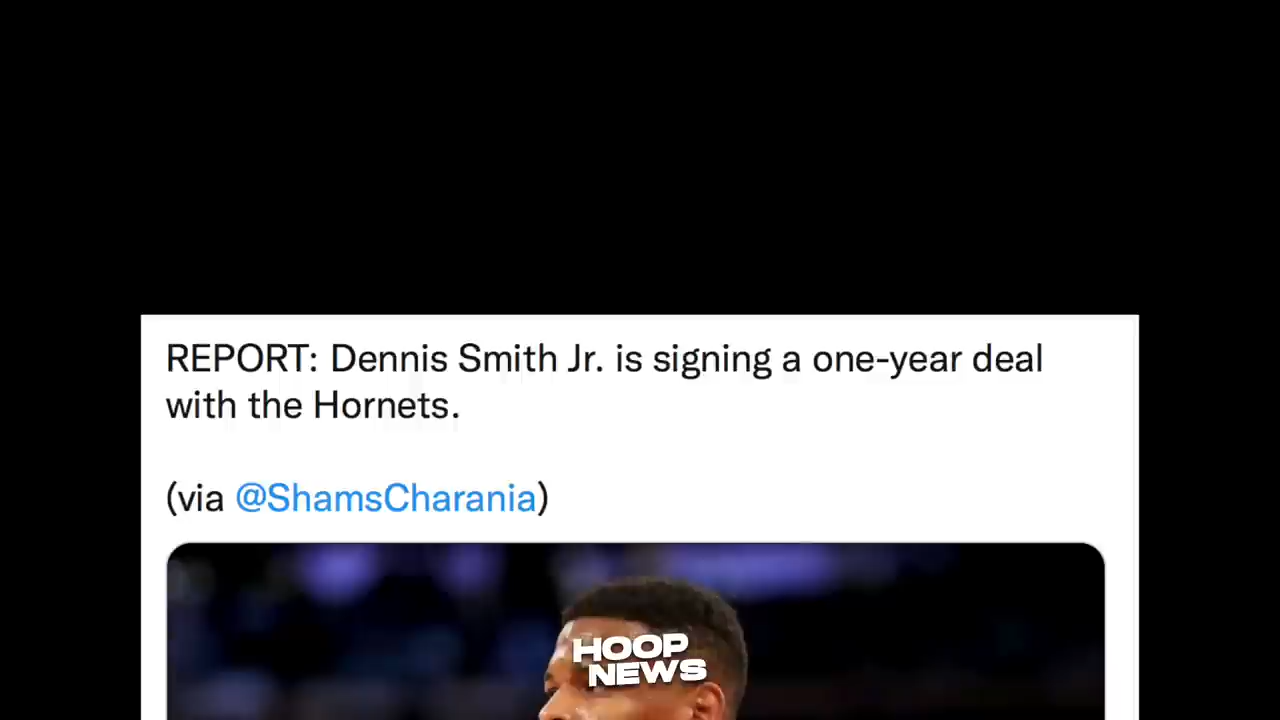 REPORT: Dennis Smith Jr. is signing a one-year deal
with the Hornets.
(via @ShamsCharania)
HOOP
NEWS